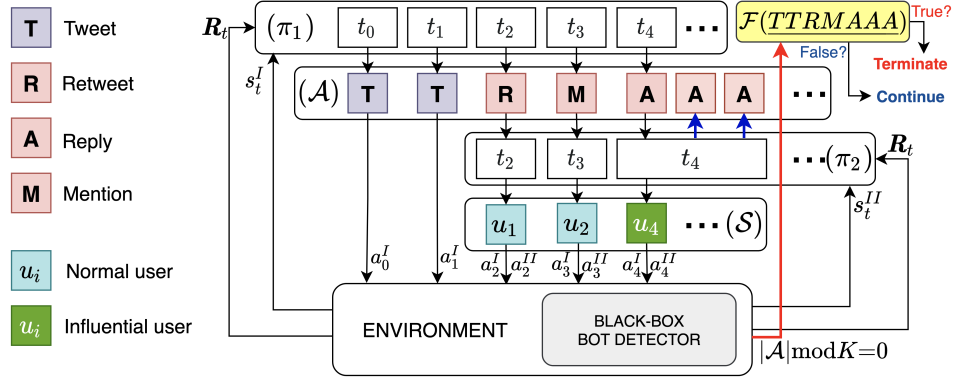 T Tweet
R Retweet
A Reply
M Mention
u_i Normal user
u_i Influential user
R_t (π_1) t_0 t_1 t_2 t_3 t_4 ...
s_t^I
(𝒜) T T R M A A A ...
t_2 t_3 t_4 ... (π_2) R_t
s_t^{II}
u_1 u_2 u_4 ... (𝒮)
a_0^I a_1^I a_2^I a_2^{II} a_3^I a_3^{II} a_4^I a_4^{II}
ENVIRONMENT
BLACK-BOX
BOT DETECTOR
|𝒜|modK=0
ℱ(TTRMAAA)
True?
False?
Terminate
Continue